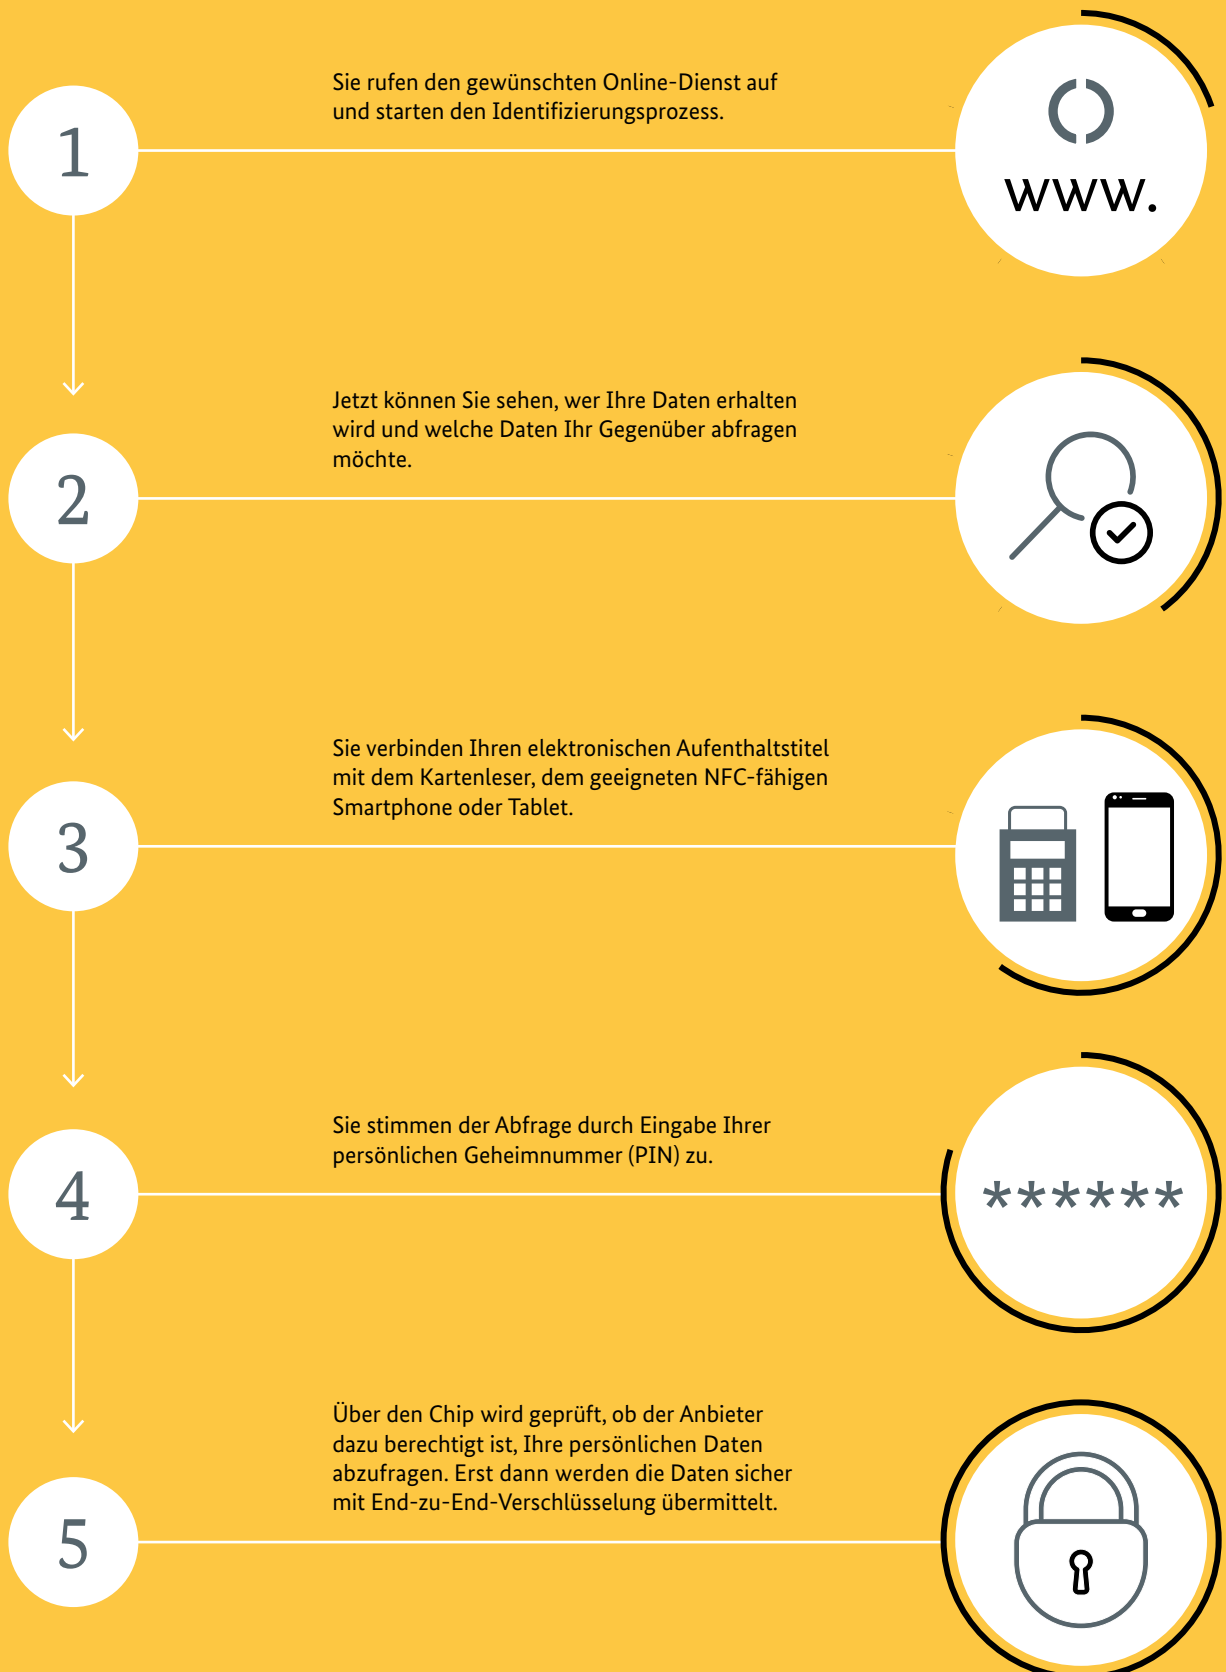 Sie rufen den gewünschten Online-Dienst auf
und starten den Identifizierungsprozess.
1
www.
Jetzt können Sie sehen, wer Ihre Daten erhalten
wird und welche Daten Ihr Gegenüber abfragen
möchte.
2
Sie verbinden Ihren elektronischen Aufenthaltstitel
mit dem Kartenleser, dem geeigneten NFC-fähigen
Smartphone oder Tablet.
3
Sie stimmen der Abfrage durch Eingabe Ihrer
persönlichen Geheimnummer (PIN) zu.
4
******
Über den Chip wird geprüft, ob der Anbieter
dazu berechtigt ist, Ihre persönlichen Daten
abzufragen. Erst dann werden die Daten sicher
mit End-zu-End-Verschlüsselung übermittelt.
5